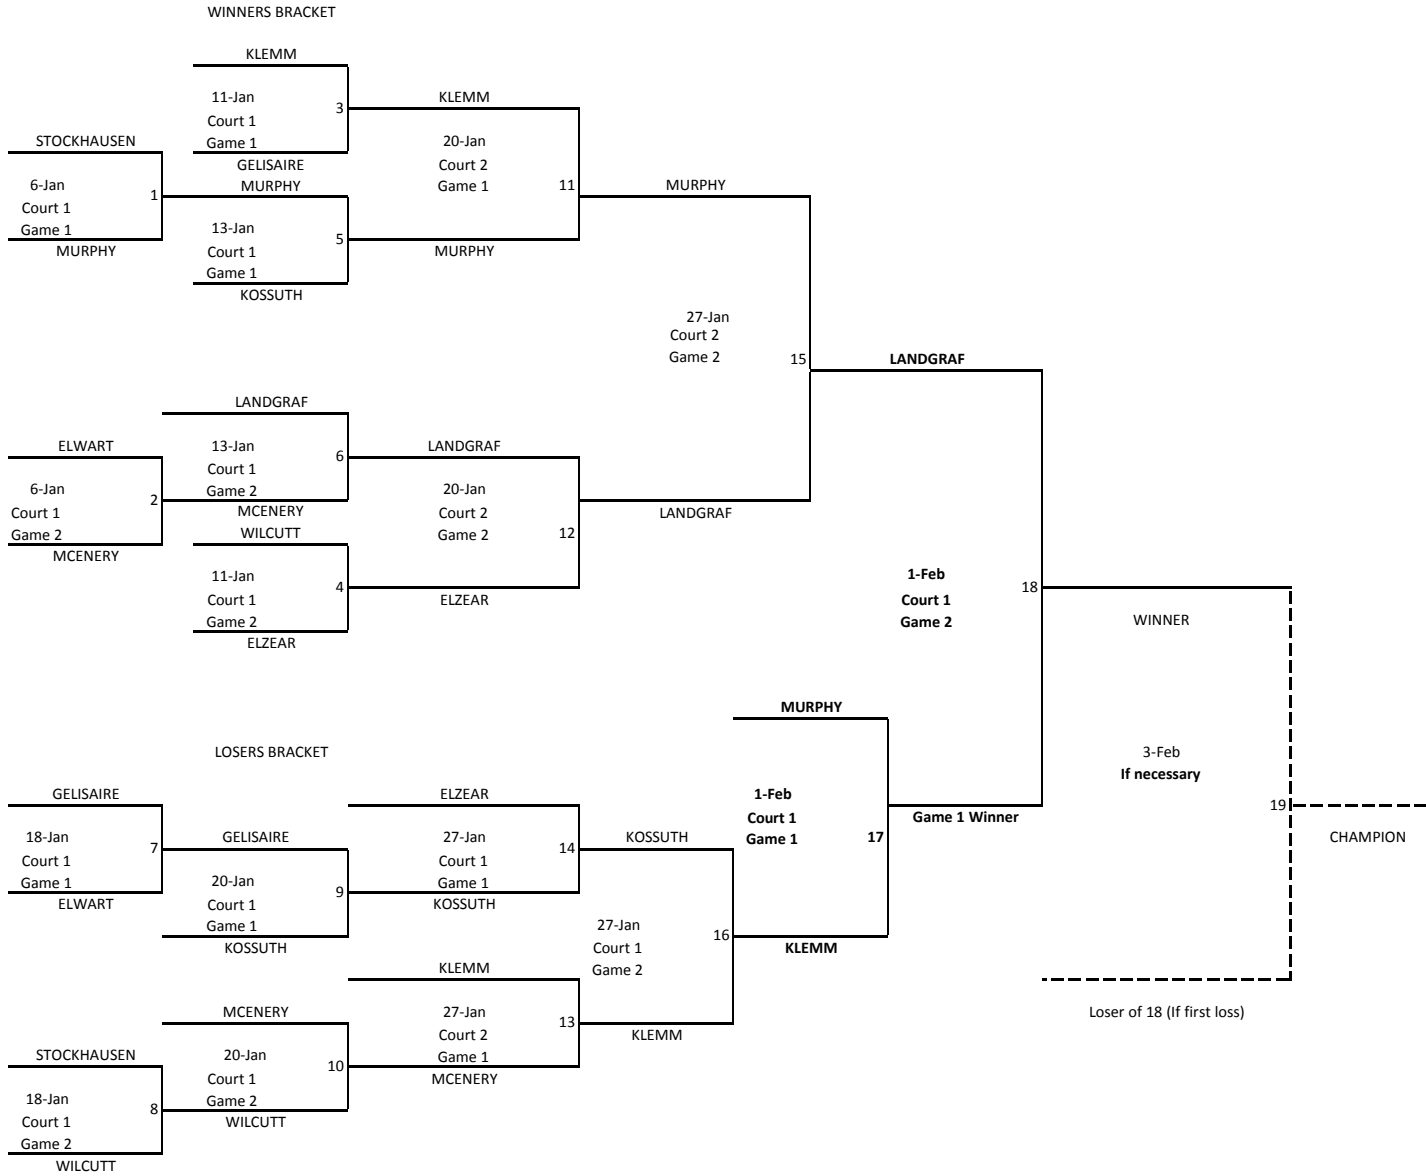 WINNERS BRACKET
KLEMM
11-Jan
Court 1
Game 1
3
GELISAIRE
KLEMM
20-Jan
Court 2
Game 1
11
STOCKHAUSEN
6-Jan
Court 1
Game 1
1
MURPHY
MURPHY
13-Jan
Court 1
Game 1
5
KOSSUTH
MURPHY
MURPHY
27-Jan
Court 2
Game 2
15
LANDGRAF
LANDGRAF
13-Jan
Court 1
Game 2
6
MCENERY
ELWART
6-Jan
Court 1
Game 2
2
MCENERY
LANDGRAF
20-Jan
Court 2
Game 2
12
LANDGRAF
WILCUTT
11-Jan
Court 1
Game 2
4
ELZEAR
ELZEAR
1-Feb
Court 1
Game 2
18
WINNER
LOSERS BRACKET
MURPHY
1-Feb
Court 1
Game 1
17
KLEMM
Game 1 Winner
3-Feb
If necessary
19
CHAMPION
Loser of 18 (If first loss)
GELISAIRE
18-Jan
Court 1
Game 1
7
ELWART
GELISAIRE
20-Jan
Court 1
Game 1
9
KOSSUTH
ELZEAR
27-Jan
Court 1
Game 1
14
KOSSUTH
KOSSUTH
27-Jan
Court 1
Game 2
16
KLEMM
KLEMM
27-Jan
Court 2
Game 1
13
MCENERY
MCENERY
20-Jan
Court 1
Game 2
10
WILCUTT
STOCKHAUSEN
18-Jan
Court 1
Game 2
8
WILCUTT